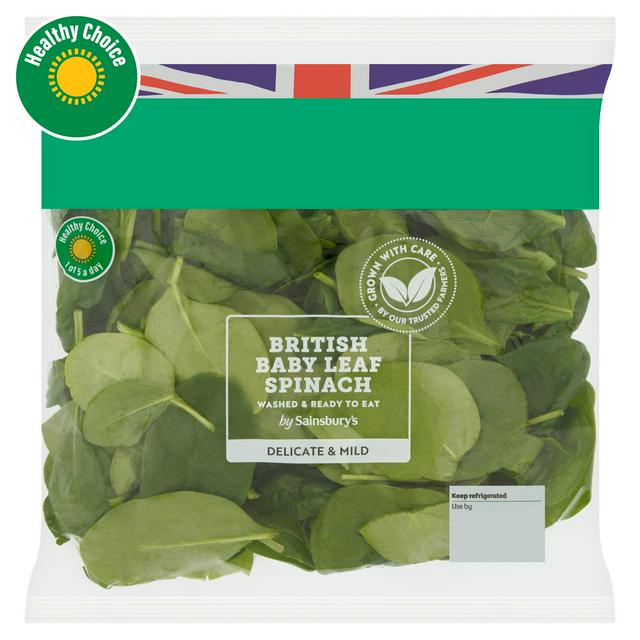 Healthy Choice
Healthy Choice
1 of 5 a day
GROWN WITH CARE
BY OUR TRUSTED FARMERS
BRITISH
BABY LEAF
SPINACH
WASHED & READY TO EAT
by Sainsbury's
DELICATE & MILD
Keep refrigerated
Use by